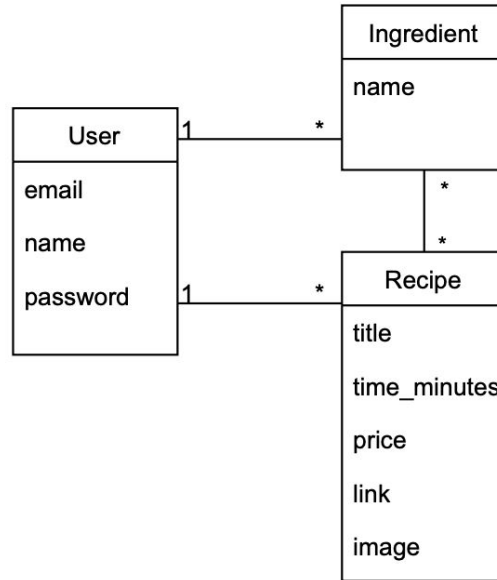 Ingredient
name
User
1
*
email
name
password
*
*
1
*
Recipe
title
time_minutes
price
link
image